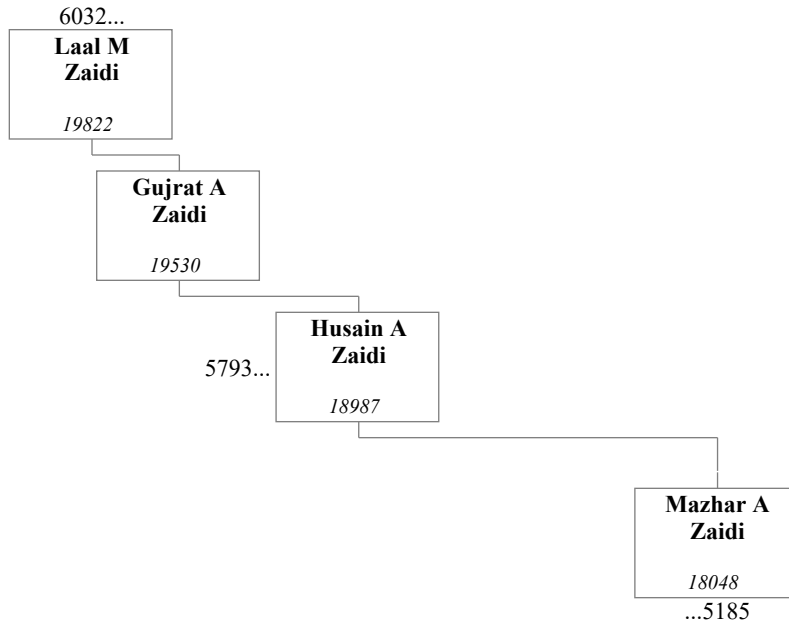 6032...
Laal M
Zaidi
19822
Gujrat A
Zaidi
19530
Husain A
Zaidi
5793...
18987
Mazhar A
Zaidi
18048
...5185